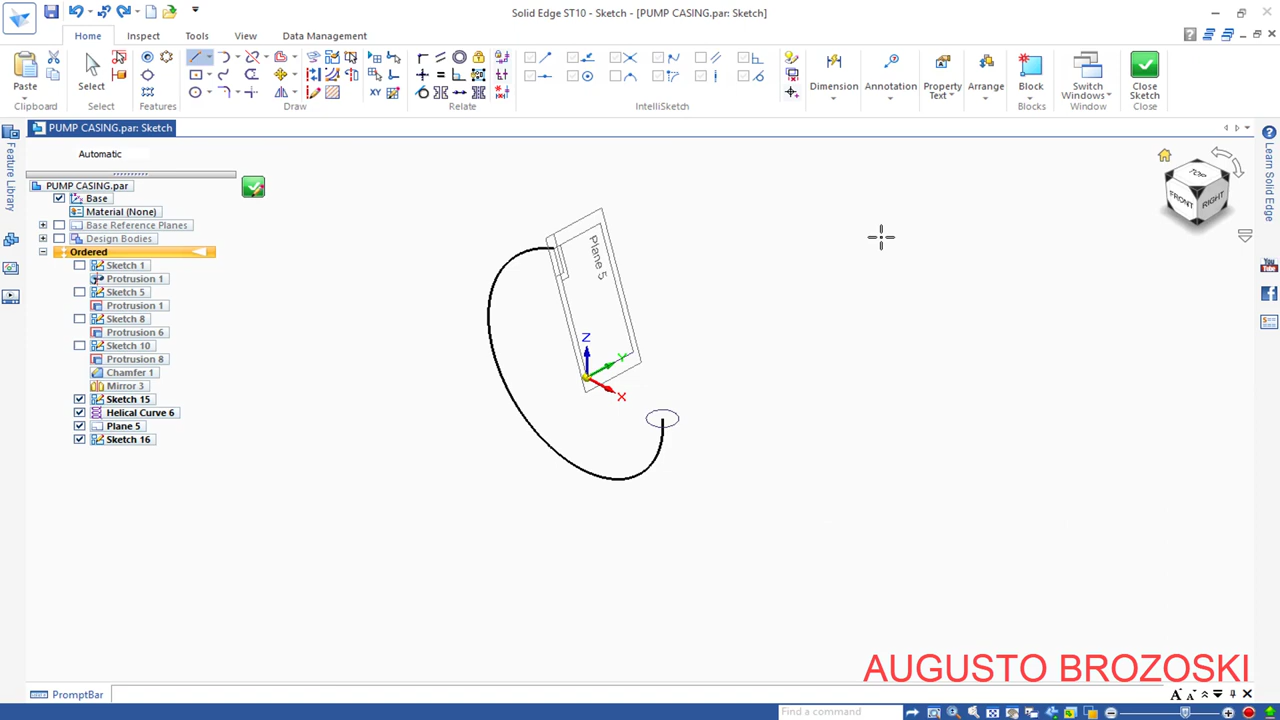 Solid Edge ST10 - Sketch - [PUMP CASING.par: Sketch]
Home Inspect Tools View Data Management
Paste
Clipboard
Select
Select
Features
Draw
Relate
IntelliSketch
Dimension
Annotation
Property Text
Arrange
Block
Blocks
Switch Windows
Window
Close Sketch
Close
PUMP CASING.par: Sketch
Feature Library
Automatic
PUMP CASING.par
Base
Material (None)
Base Reference Planes
Design Bodies
Ordered
Sketch 1
Protrusion 1
Sketch 5
Protrusion 1
Sketch 8
Protrusion 6
Sketch 10
Protrusion 8
Chamfer 1
Mirror 3
Sketch 15
Helical Curve 6
Plane 5
Sketch 16
Plane 5
Z
Y
X
TOP
FRONT
RIGHT
Learn Solid Edge
You Tube
AUGUSTO BROZOSKI
PromptBar
Find a command